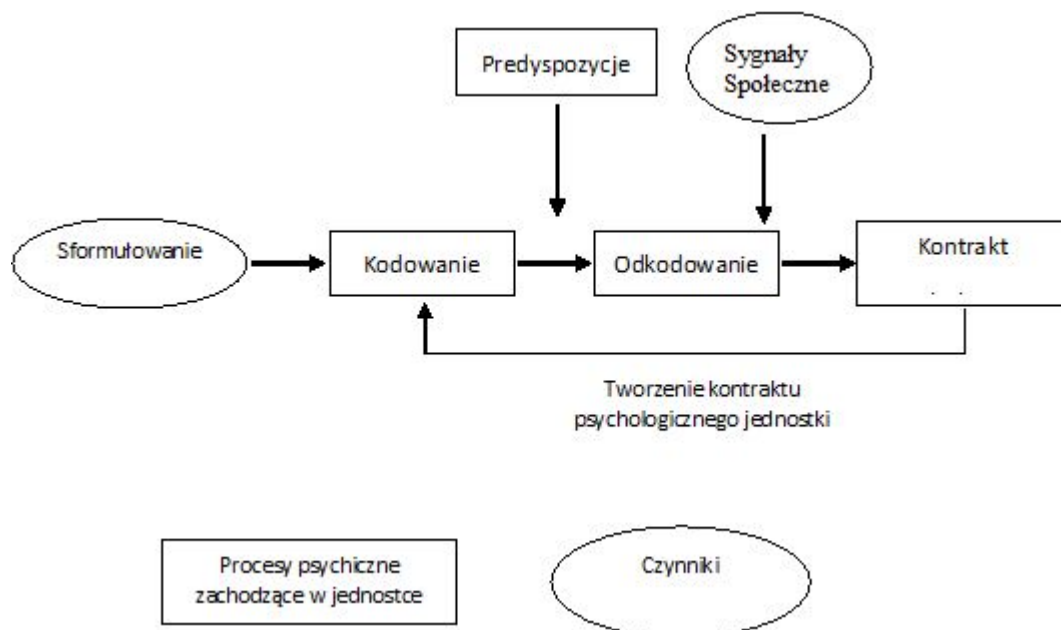 Predyspozycje
Sygnały
Społeczne
Sformułowanie
Kodowanie
Odkodowanie
Kontrakt
Tworzenie kontraktu
psychologicznego jednostki
Procesy psychiczne
zachodzące w jednostce
Czynniki